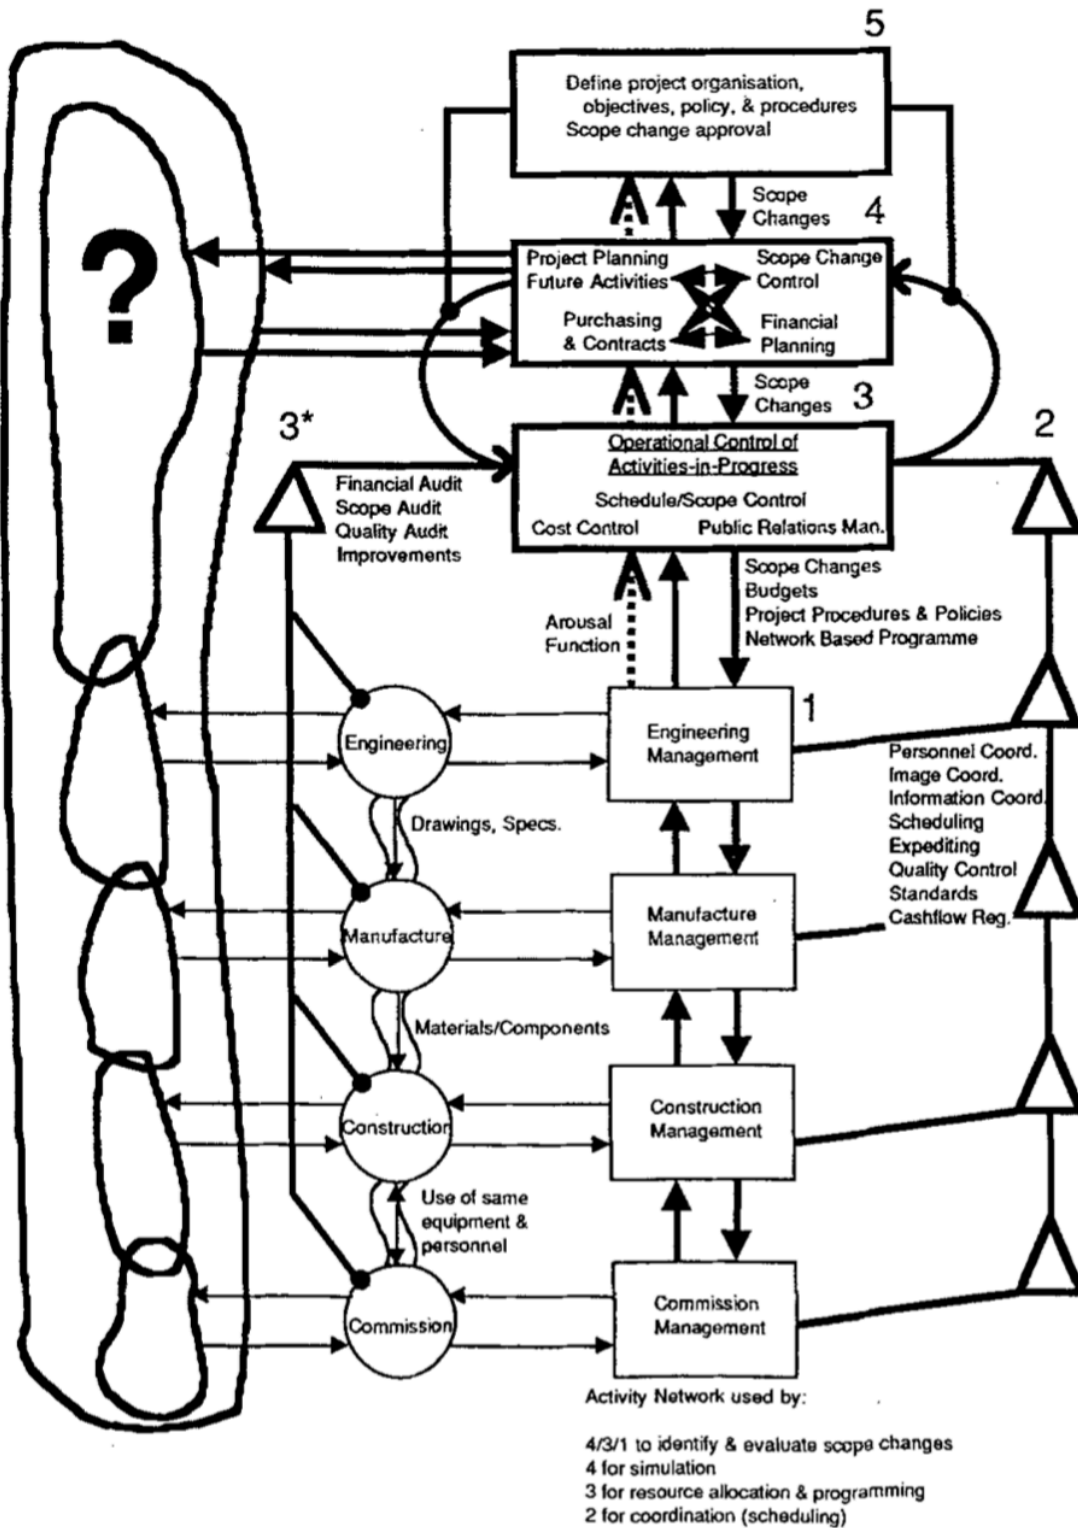 5
Define project organisation,
objectives, policy, & procedures
Scope change approval
Scope
Changes
4
?
Project Planning
Future Activities
Scope Change
Control
Purchasing
& Contracts
Financial
Planning
Scope
Changes
3
3*
2
Operational Control of
Activities-in-Progress
Schedule/Scope Control
Cost Control
Public Relations Man.
Financial Audit
Scope Audit
Quality Audit
Improvements
Scope Changes
Budgets
Project Procedures & Policies
Network Based Programme
Arousal
Function
1
Engineering
Engineering
Management
Personnel Coord.
Image Coord.
Information Coord.
Scheduling
Expediting
Quality Control
Standards
Cashflow Reg.
Drawings, Specs.
Manufacture
Manufacture
Management
Materials/Components
Construction
Construction
Management
Use of same
equipment &
personnel
Commission
Commission
Management
Activity Network used by:
4/3/1 to identify & evaluate scope changes
4 for simulation
3 for resource allocation & programming
2 for coordination (scheduling)